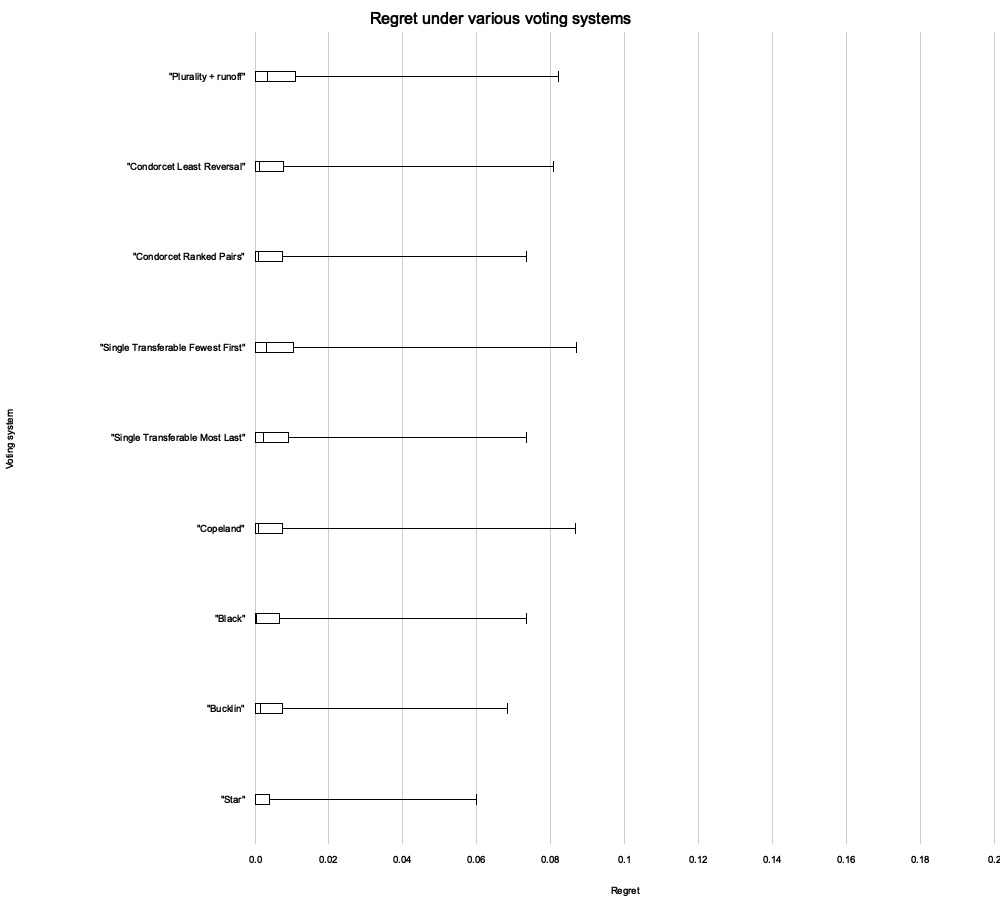 Regret under various voting systems
"Plurality + runoff"
"Condorcet Least Reversal"
"Condorcet Ranked Pairs"
"Single Transferable Fewest First"
"Single Transferable Most Last"
"Copeland"
"Black"
"Bucklin"
"Star"
Voting system
0.0 0.02 0.04 0.06 0.08 0.1 0.12 0.14 0.16 0.18 0.2
Regret